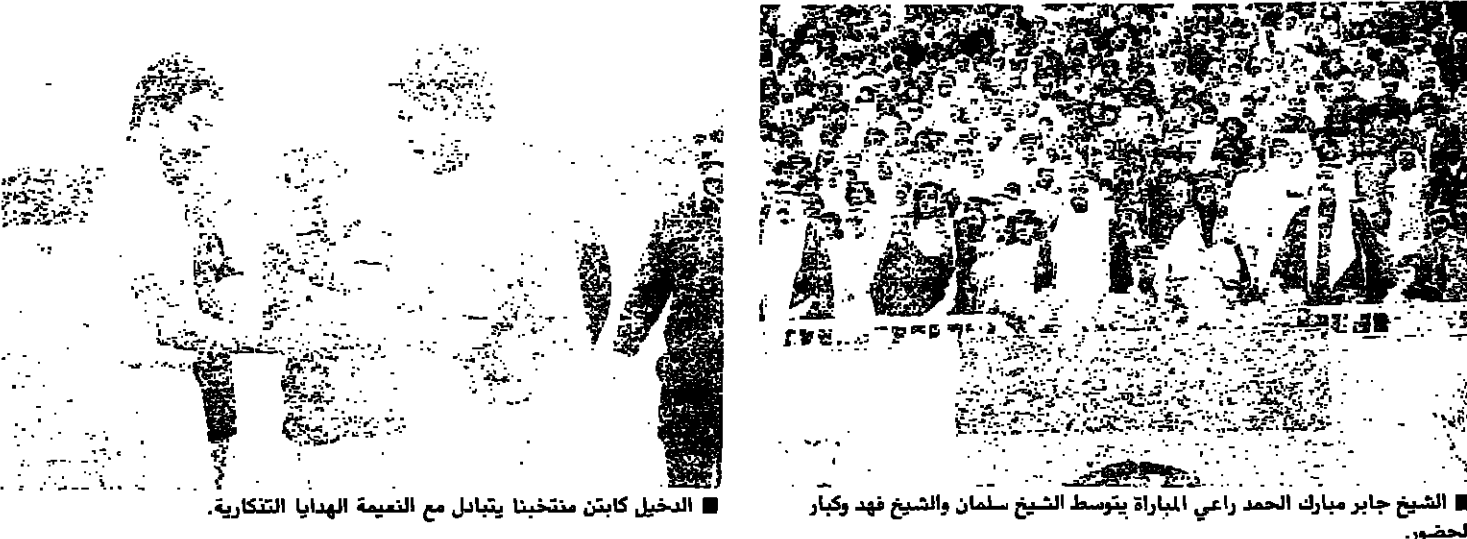 ■ الشيخ جابر مبارك الحمد راعي المباراة يتوسط الشيخ سلمان والشيخ فهد وكبار
لحضور.
■ الدخيل كابتن منتخبنا يتبادل مع النعيمة الهدايا التذكارية.